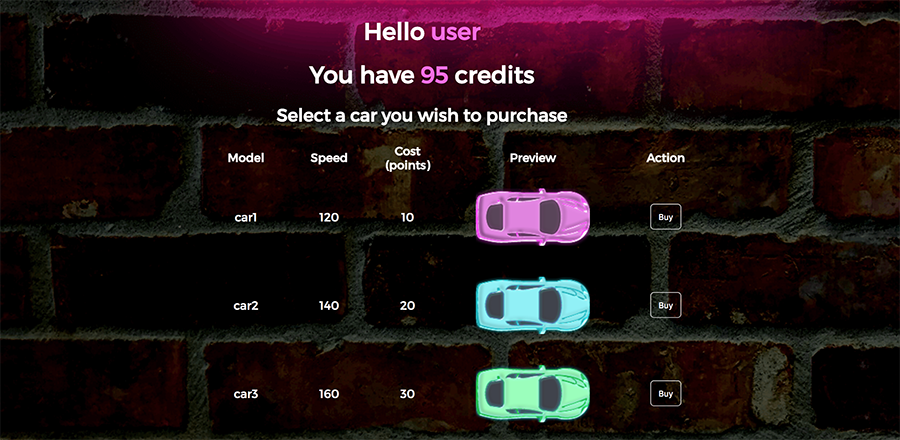 Hello user
You have 95 credits
Select a car you wish to purchase
Model Speed Cost (points) Preview Action
car1 120 10 Buy
car2 140 20 Buy
car3 160 30 Buy